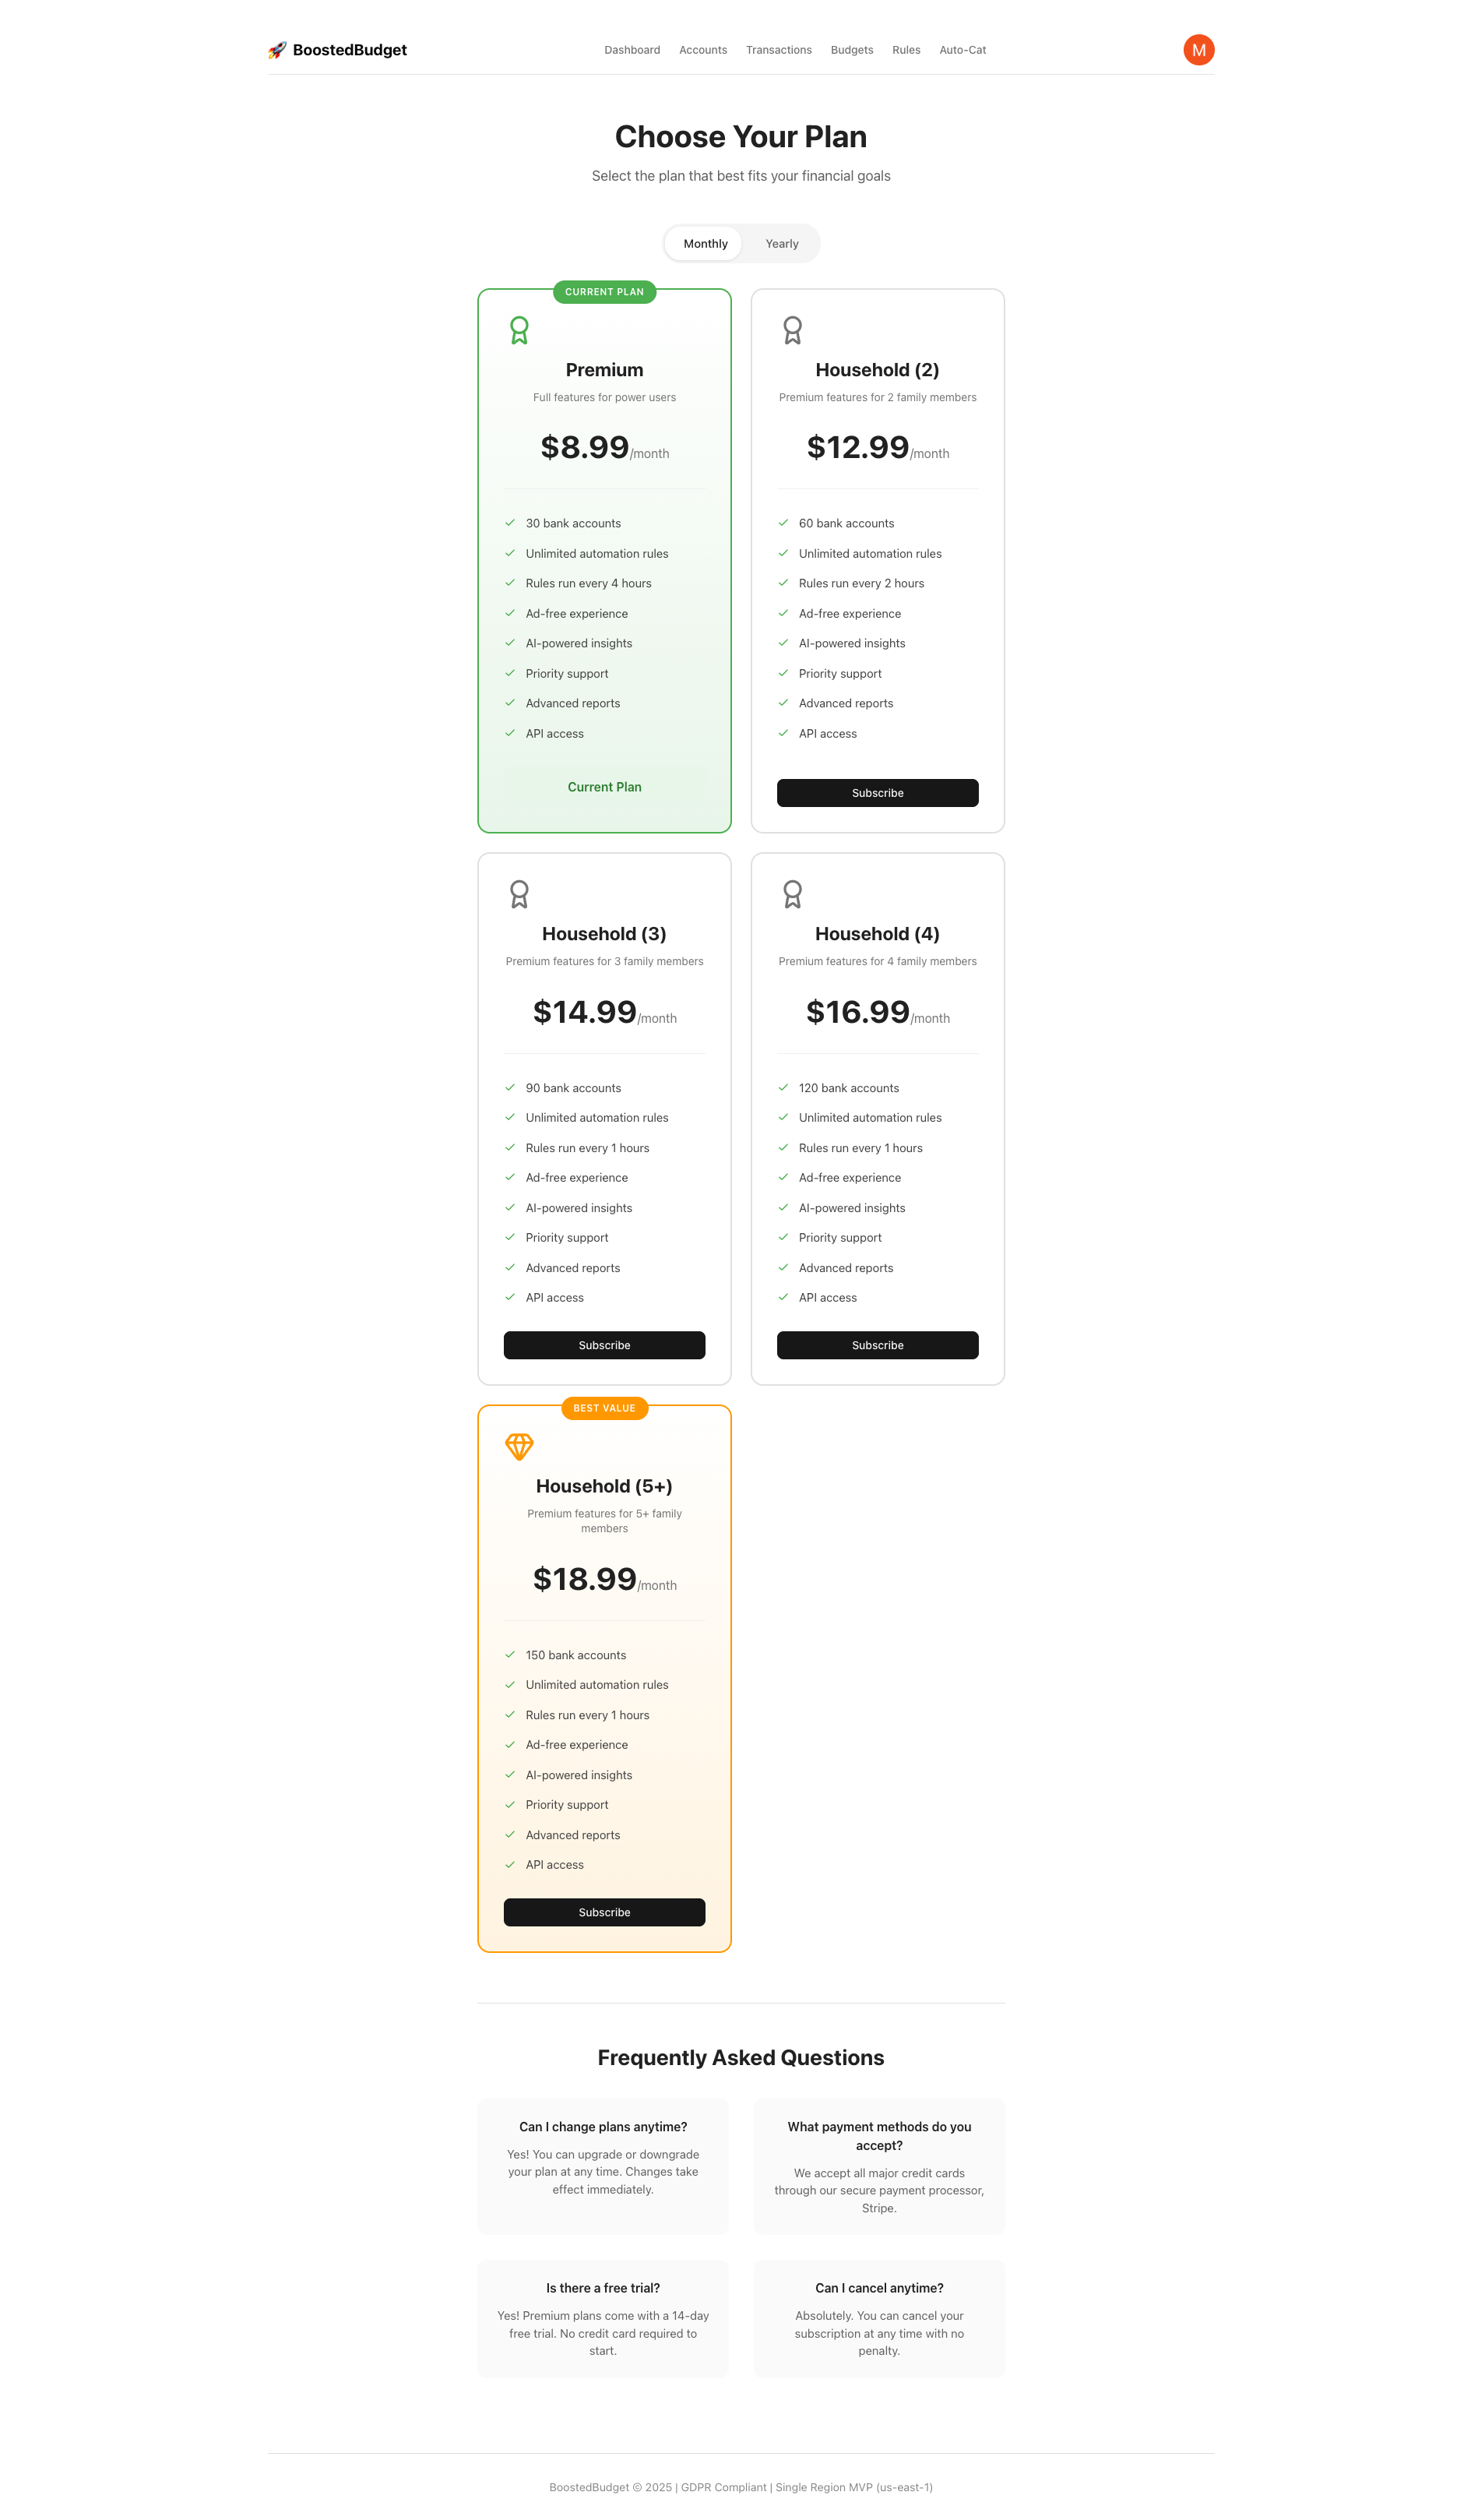 🚀 BoostedBudget
Dashboard Accounts Transactions Budgets Rules Auto-Cat
M
Choose Your Plan
Select the plan that best fits your financial goals
Monthly Yearly
CURRENT PLAN
Premium
Full features for power users
$8.99/month
30 bank accounts
Unlimited automation rules
Rules run every 4 hours
Ad-free experience
AI-powered insights
Priority support
Advanced reports
API access
Current Plan
Household (2)
Premium features for 2 family members
$12.99/month
60 bank accounts
Unlimited automation rules
Rules run every 2 hours
Ad-free experience
AI-powered insights
Priority support
Advanced reports
API access
Subscribe
Household (3)
Premium features for 3 family members
$14.99/month
90 bank accounts
Unlimited automation rules
Rules run every 1 hours
Ad-free experience
AI-powered insights
Priority support
Advanced reports
API access
Subscribe
Household (4)
Premium features for 4 family members
$16.99/month
120 bank accounts
Unlimited automation rules
Rules run every 1 hours
Ad-free experience
AI-powered insights
Priority support
Advanced reports
API access
Subscribe
BEST VALUE
Household (5+)
Premium features for 5+ family
members
$18.99/month
150 bank accounts
Unlimited automation rules
Rules run every 1 hours
Ad-free experience
AI-powered insights
Priority support
Advanced reports
API access
Subscribe
Frequently Asked Questions
Can I change plans anytime?
Yes! You can upgrade or downgrade
your plan at any time. Changes take
effect immediately.
What payment methods do you
accept?
We accept all major credit cards
through our secure payment processor,
Stripe.
Is there a free trial?
Yes! Premium plans come with a 14-day
free trial. No credit card required to
start.
Can I cancel anytime?
Absolutely. You can cancel your
subscription at any time with no
penalty.
BoostedBudget © 2025 | GDPR Compliant | Single Region MVP (us-east-1)